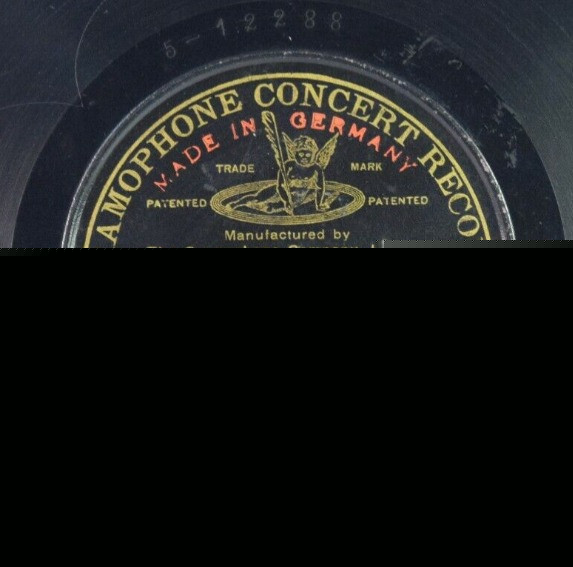 5-12288
AMOPHONE CONCERT RECO
MADE IN GERMANY
TRADE MARK
PATENTED PATENTED
Manufactured by